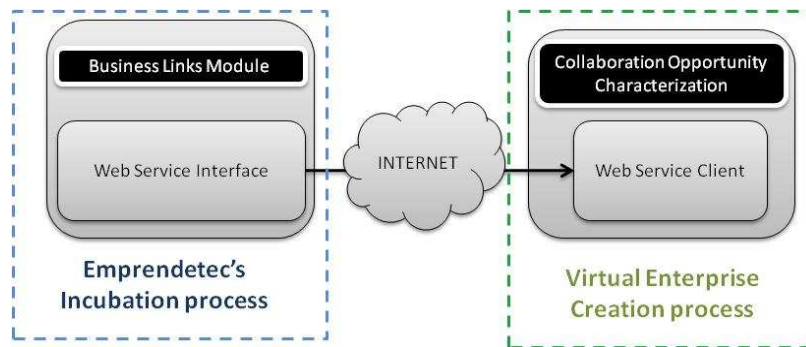 Business Links Module
Web Service Interface
Emprendetec's
Incubation process
INTERNET
Collaboration Opportunity
Characterization
Web Service Client
Virtual Enterprise
Creation process